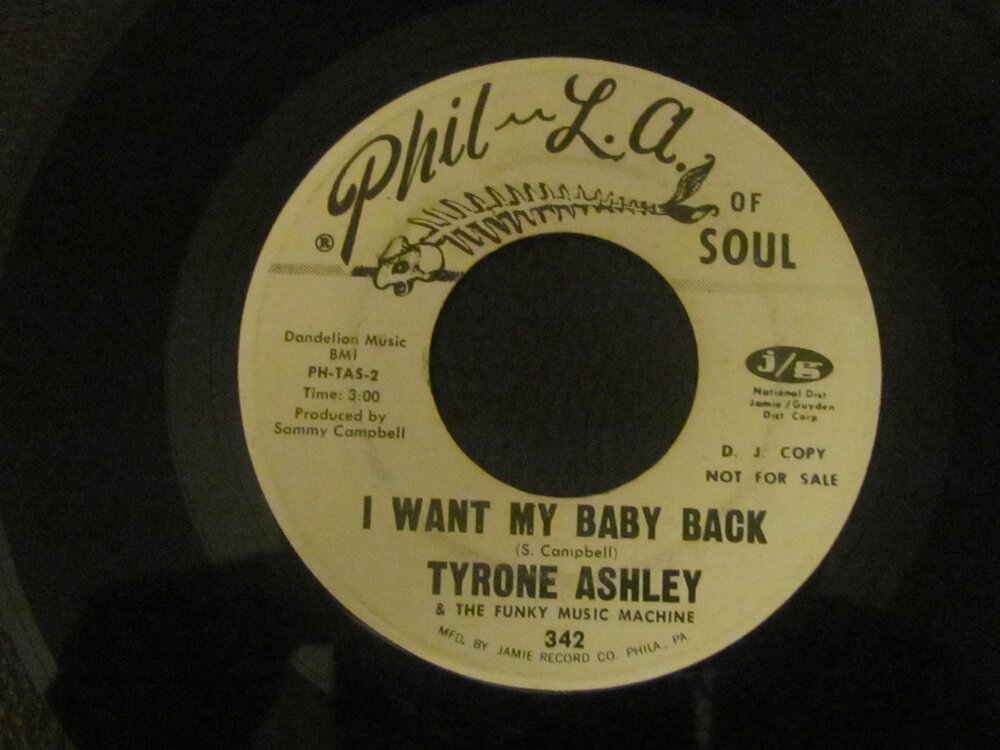 Phil - L.A.
OF
SOUL
®
Dandelion Music
BMI
PH-TAS-2
Time: 3:00
Produced by
Sammy Campbell
j/g
National Dist
Jamie/Guyden
Dist Corp
D. J. COPY
NOT FOR SALE
I WANT MY BABY BACK
(S. Campbell)
TYRONE ASHLEY
& THE FUNKY MUSIC MACHINE
342
MFD. BY JAMIE RECORD CO. PHILA., PA.